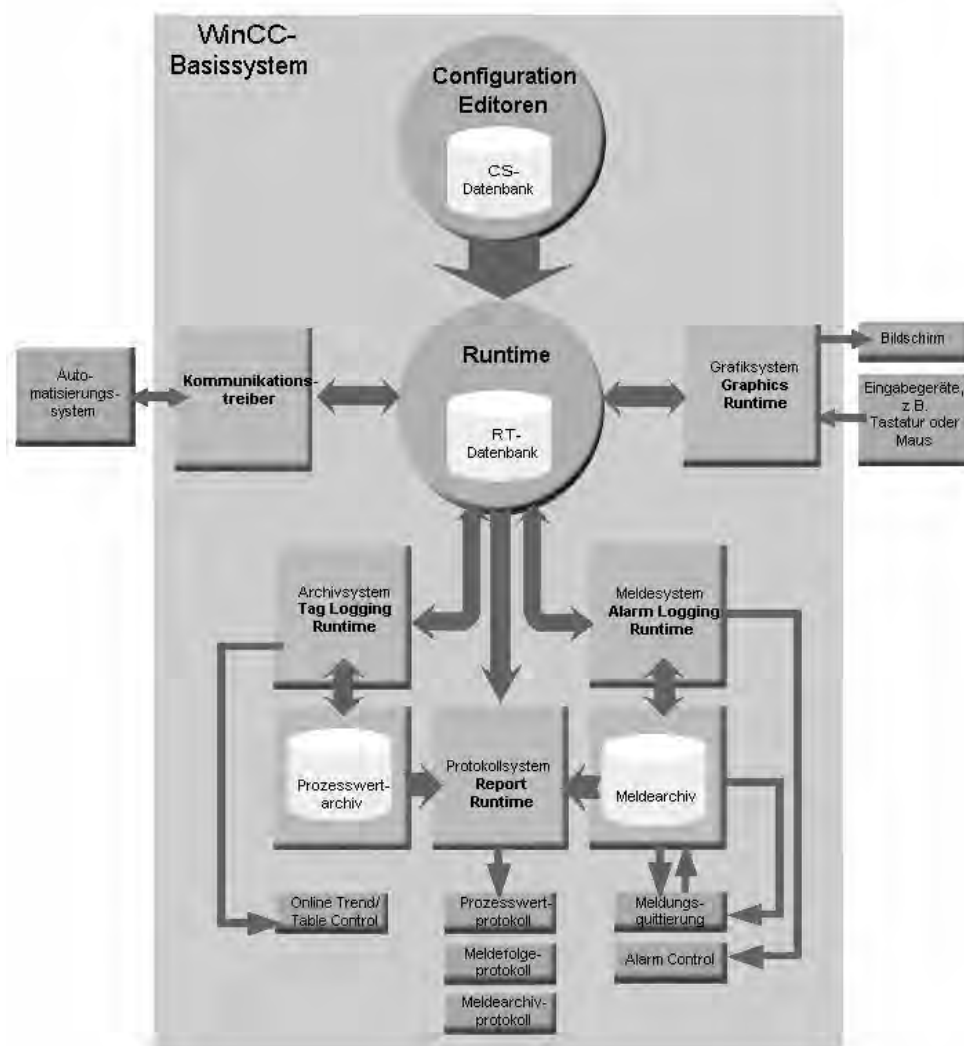 WinCC-
Basissystem
Configuration
Editoren
CS-
Datenbank
Auto-
matisierungs-
system
Kommunikations-
treiber
Runtime
RT-
Datenbank
Grafiksystem
Graphics
Runtime
Bildschirm
Eingabegeräte,
z.B.
Tastatur oder
Maus
Archivsystem
Tag Logging
Runtime
Meldesystem
Alarm Logging
Runtime
Prozesswert-
archiv
Protokollsystem
Report
Runtime
Meldearchiv
Online Trend/
Table Control
Prozesswert-
protokoll
Meldungs-
quittierung
Meldefolge-
protokoll
Alarm Control
Meldearchiv-
protokoll